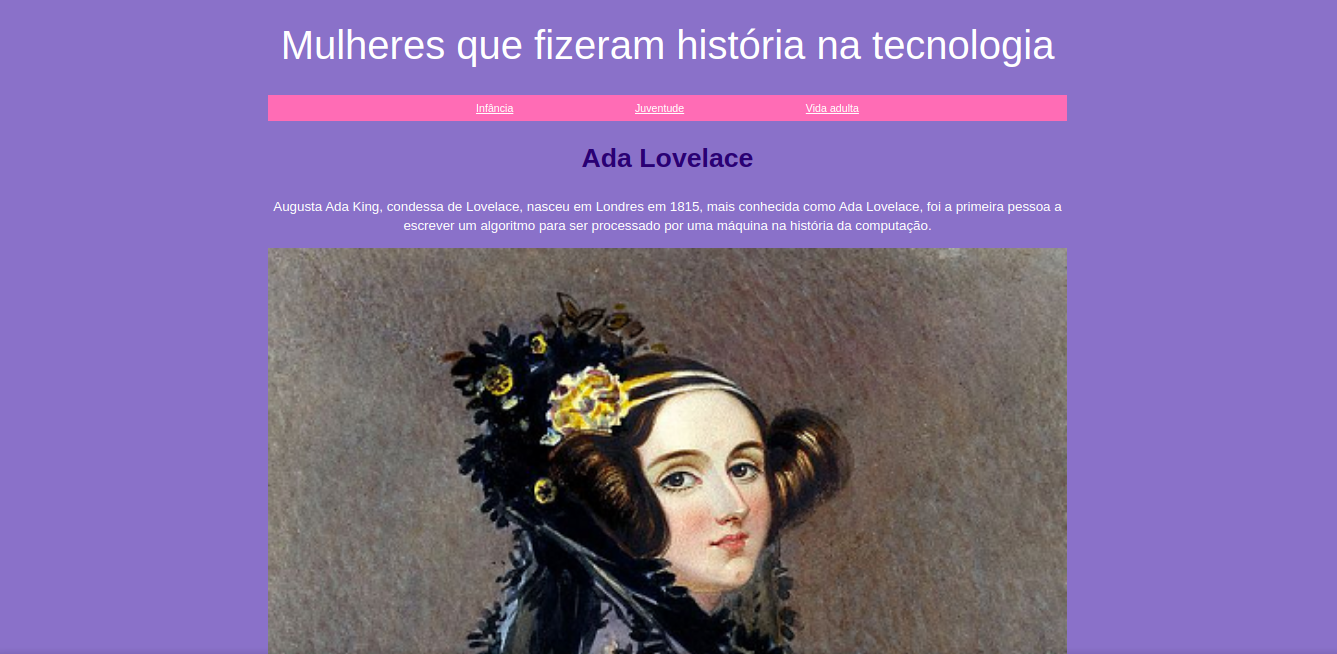 Mulheres que fizeram história na tecnologia
Infância Juventude Vida adulta
Ada Lovelace
Augusta Ada King, condessa de Lovelace, nasceu em Londres em 1815, mais conhecida como Ada Lovelace, foi a primeira pessoa a
escrever um algoritmo para ser processado por uma máquina na história da computação.